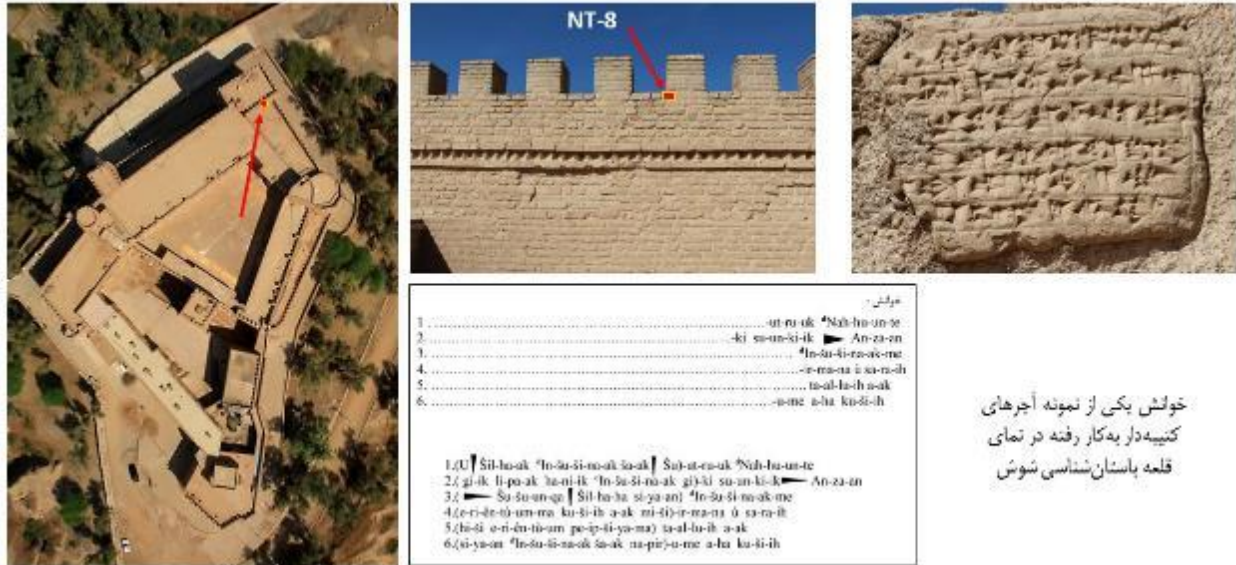 NT-8
خوانش:
1 ........ -ut-ru-uk ᵈNah-hu-un-te
2 ........ -ki su-un-ki-ik ► An-za-an
3 ........ ᵈIn-šu-ši-na-ak-me
4 ........ -ir-ma-na ú sa-ra-ih
5 ........ ta-al-lu-ih a-ak
6 ........ -u-me a-ha ku-ši-ih
1.(U Šil-ha-ak ᵈIn-šu-ši-na-ak ša-ak Šu)-ut-ru-uk ᵈNah-hu-un-te
2.( gi-ik li-pa-ak ha-ni-ik ᵈIn-šu-ši-na-ak gi)-ki su-un-ki-ik An-za-an
3.( Šu-šu-un-qa Šil-ha-ha si-ya-an) ᵈIn-šu-ši-na-ak-me
4.(e-ri-én-tú-um-ma ku-ši-ih a-ak mi-ši)-ir-ma-na ú sa-ra-ih
5.(hi-ši e-ri-én-tú-um pe-ip-ši-ya-ma) ta-al-lu-ih a-ak
6.(si-ya-an ᵈIn-šu-ši-na-ak ša-ak na-pir)-u-me a-ha ku-ši-ih
خوانش یکی از نمونه آجرهای
کتیبه‌دار به‌کار رفته در نمای
قلعه باستان‌شناسی شوش